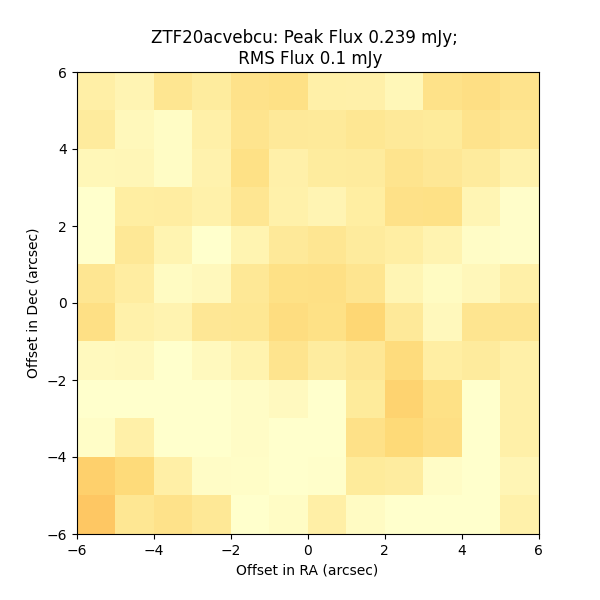 ZTF20acvebcu: Peak Flux 0.239 mJy;
RMS Flux 0.1 mJy
6
4
2
0
−2
−4
−6
Offset in Dec (arcsec)
−6 −4 −2 0 2 4 6
Offset in RA (arcsec)